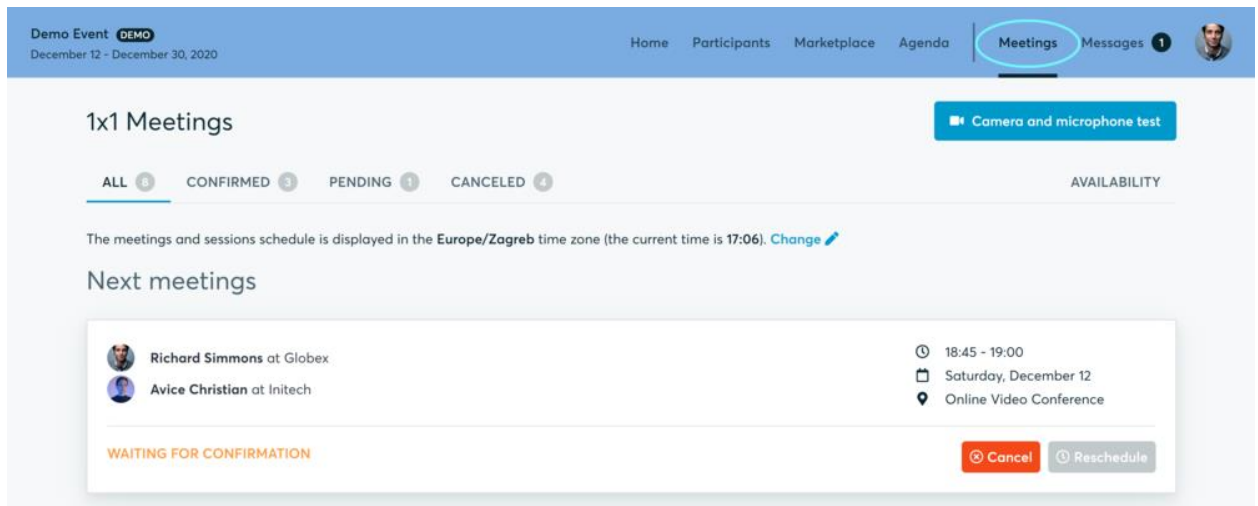 Demo Event DEMO
December 12 - December 30, 2020
Home Participants Marketplace Agenda Meetings Messages 1
1x1 Meetings
Camera and microphone test
ALL 8 CONFIRMED 3 PENDING 1 CANCELED 4 AVAILABILITY
The meetings and sessions schedule is displayed in the Europe/Zagreb time zone (the current time is 17:06). Change
Next meetings
Richard Simmons at Globex
18:45 - 19:00
Avice Christian at Initech
Saturday, December 12
Online Video Conference
WAITING FOR CONFIRMATION
Cancel Reschedule